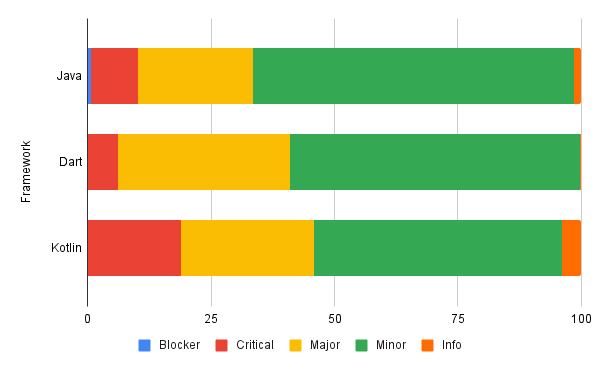 Framework
Java
Dart
Kotlin
0 25 50 75 100
Blocker Critical Major Minor Info